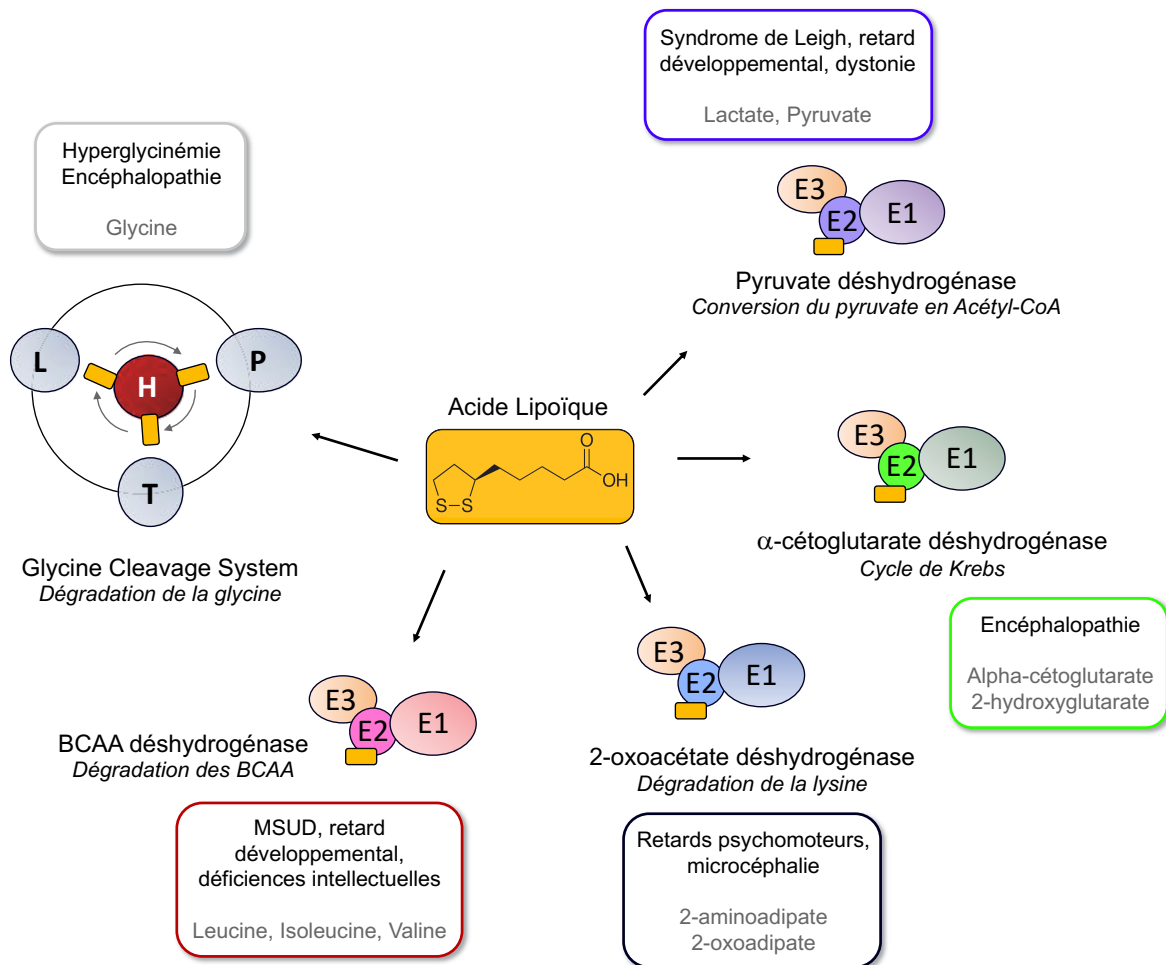 Syndrome de Leigh, retard
développemental, dystonie
Lactate, Pyruvate
Hyperglycinémie
Encéphalopathie
Glycine
E3
E2
E1
Pyruvate déshydrogénase
Conversion du pyruvate en Acétyl-CoA
L
H
P
T
Glycine Cleavage System
Dégradation de la glycine
Acide Lipoïque
O
OH
S-S
E3
E2
E1
α-cétoglutarate déshydrogénase
Cycle de Krebs
Encéphalopathie
Alpha-cétoglutarate
2-hydroxyglutarate
E3
E2
E1
BCAA déshydrogénase
Dégradation des BCAA
MSUD, retard
développemental,
déficiences intellectuelles
Leucine, Isoleucine, Valine
E3
E2
E1
2-oxoacétate déshydrogénase
Dégradation de la lysine
Retards psychomoteurs,
microcéphalie
2-aminoadipate
2-oxoadipate